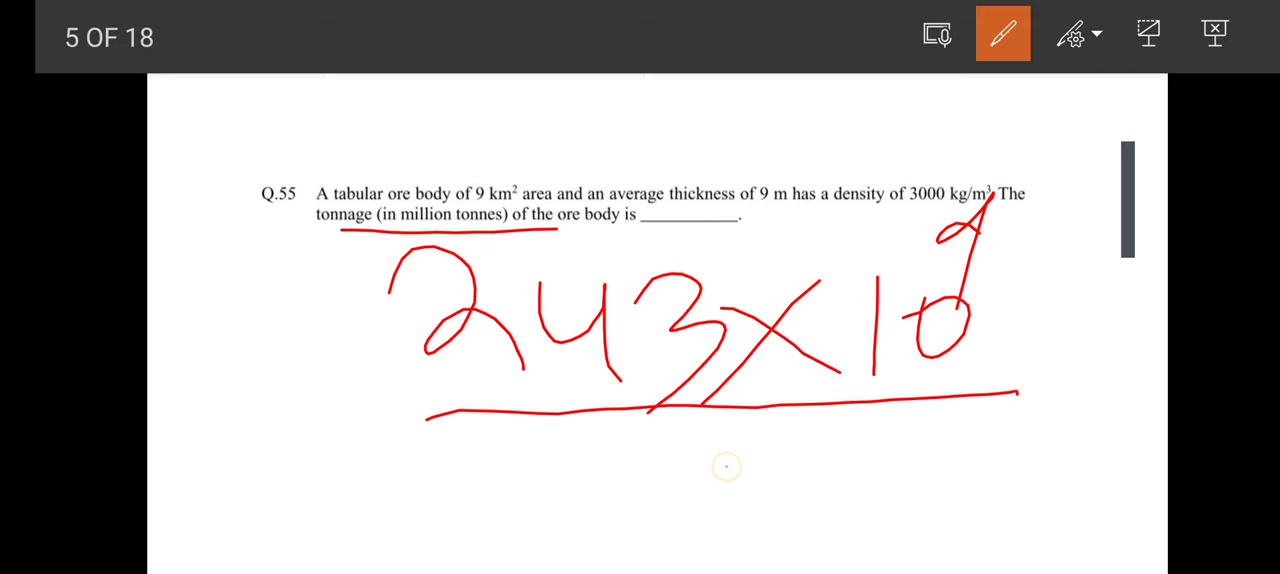 5 OF 18
Q.55 A tabular ore body of 9 km² area and an average thickness of 9 m has a density of 3000 kg/m³. The
tonnage (in million tonnes) of the ore body is ____________.
243×10⁹